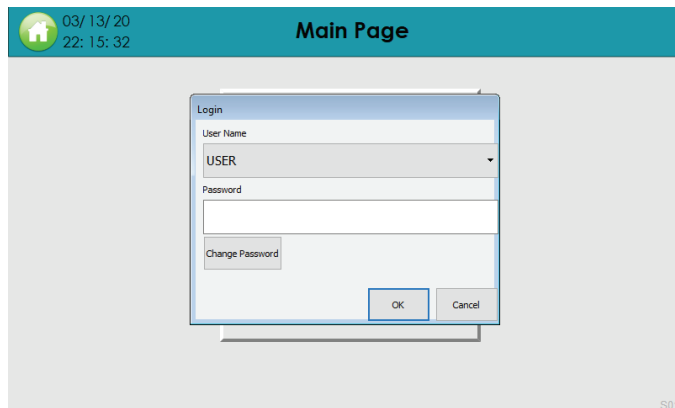 03/13/20
22: 15: 32
Main Page
Login
User Name
USER
Password
Change Password
OK
Cancel